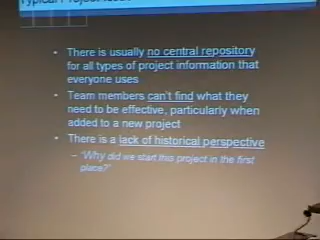 Typical Project
• There is usually no central repository
for all types of project information that
everyone uses
• Team members can't find what they
need to be effective, particularly when
added to a new project
• There is a lack of historical perspective
– "Why did we start this project in the first
place?"